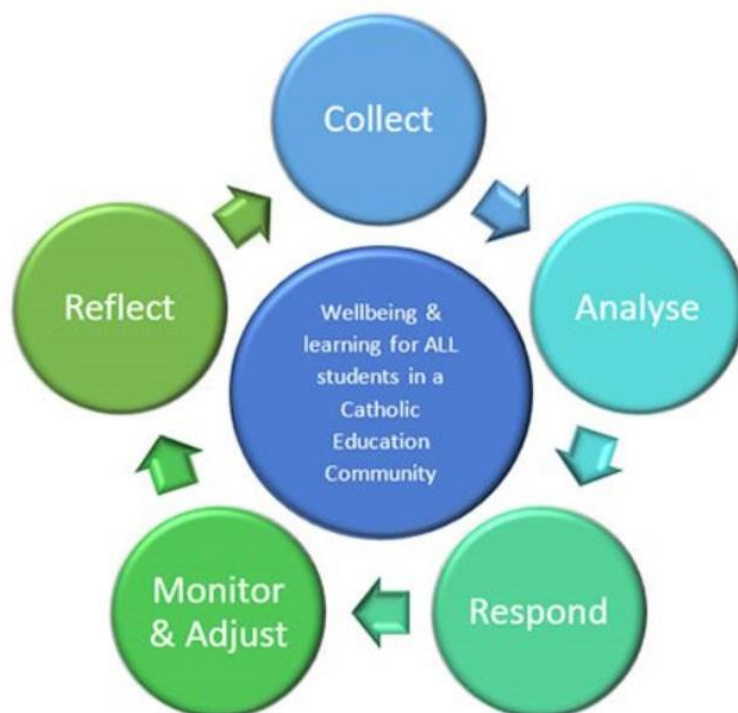 Collect
Analyse
Respond
Monitor
& Adjust
Reflect
Wellbeing &
learning for ALL
students in a
Catholic
Education
Community